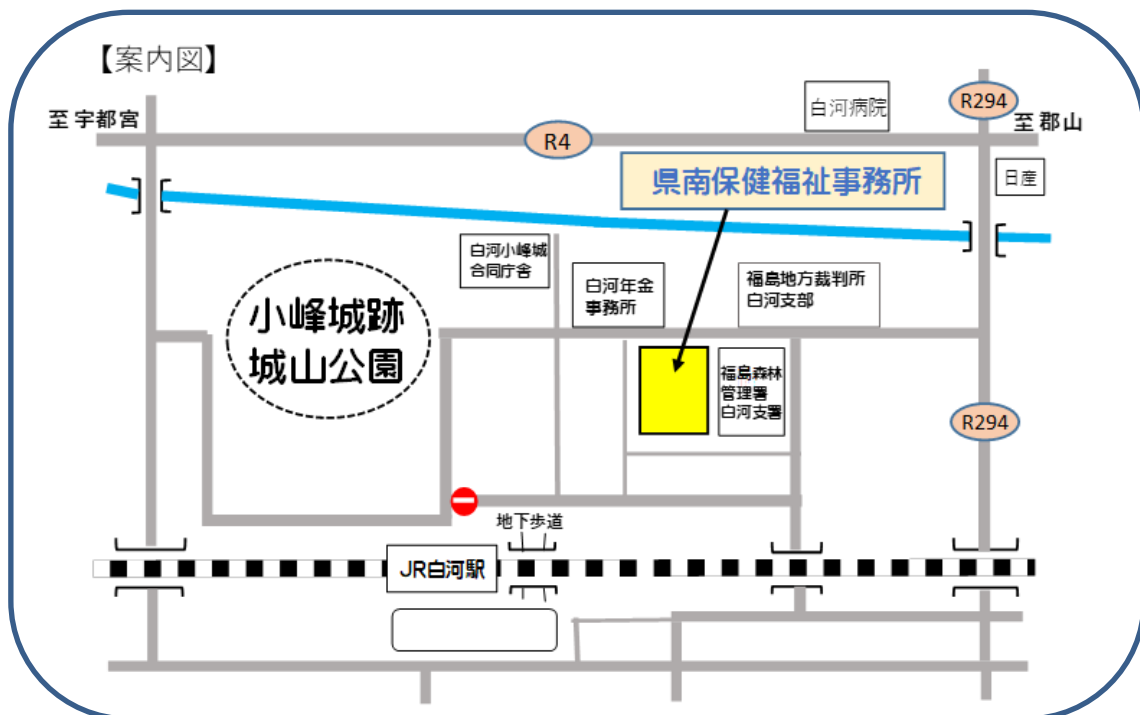 【案内図】
至宇都宮
白河病院
R294
至郡山
R4
県南保健福祉事務所
日産
白河小峰城
合同庁舎
白河年金
事務所
福島地方裁判所
白河支部
小峰城跡
城山公園
福島森林
管理署
白河支署
R294
地下歩道
JR白河駅